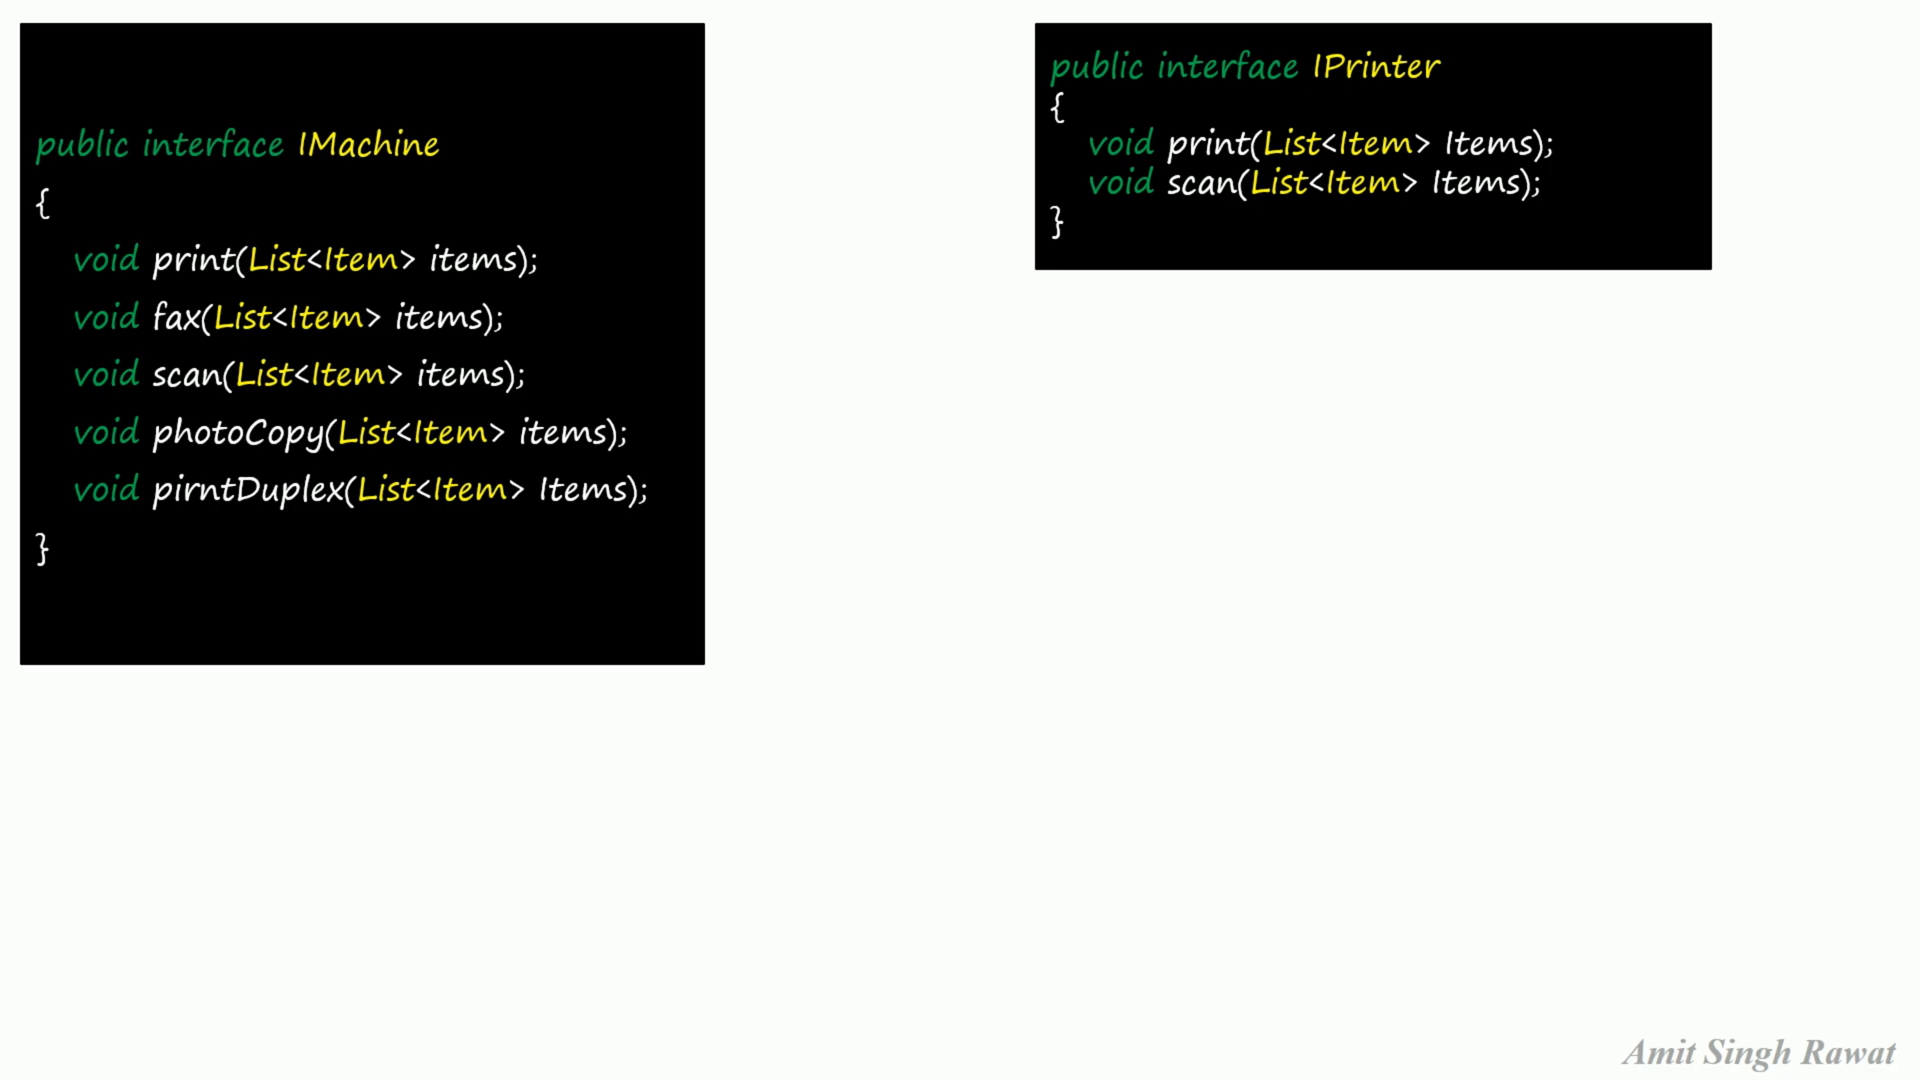 public interface IMachine
{
void print(List<Item> items);
void fax(List<Item> items);
void scan(List<Item> items);
void photoCopy(List<Item> items);
void pirntDuplex(List<Item> Items);
}
public interface IPrinter
{
void print(List<Item> Items);
void scan(List<Item> Items);
}
Amit Singh Rawat